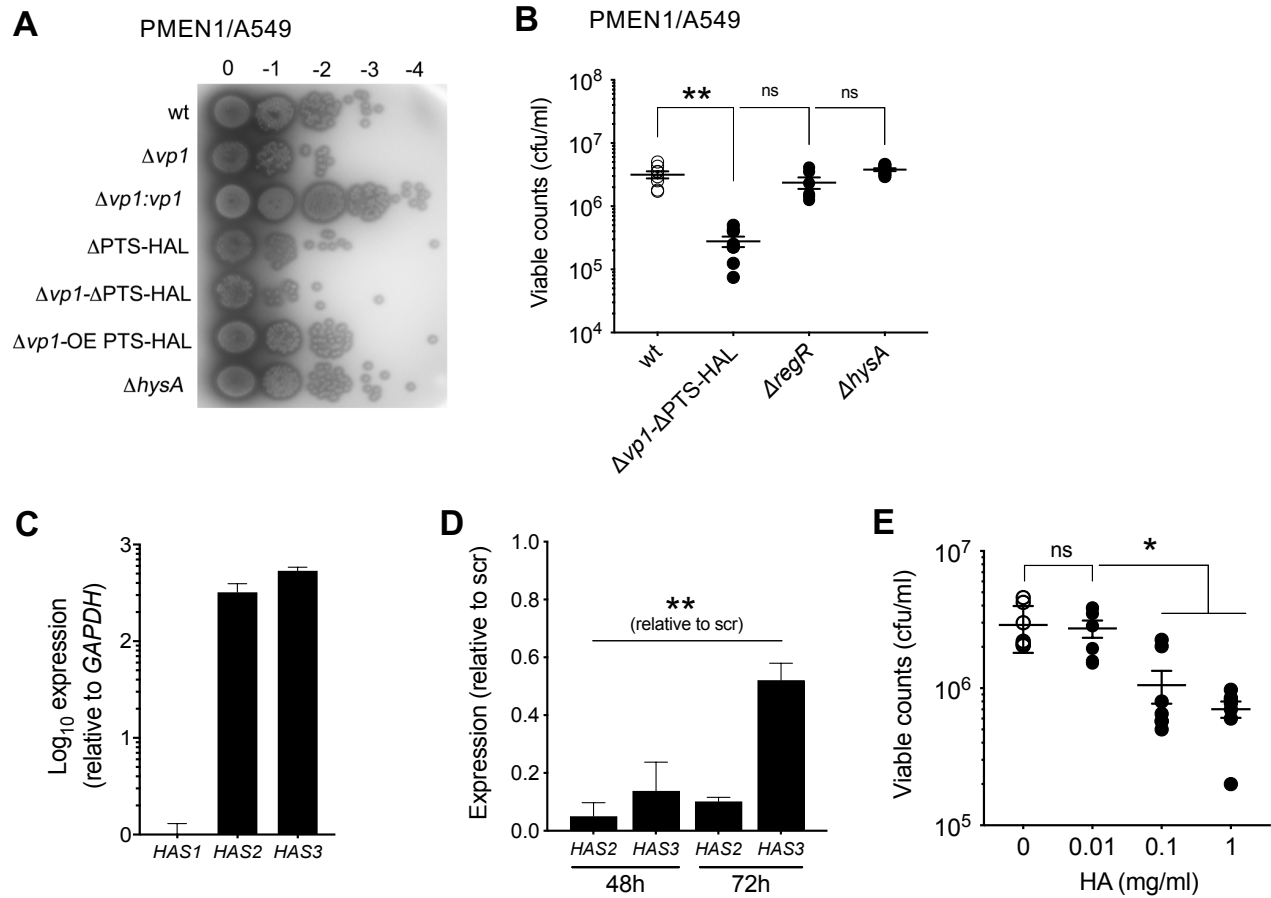 A
PMEN1/A549
0 -1 -2 -3 -4
wt
Δvp1
Δvp1:vp1
ΔPTS-HAL
Δvp1-ΔPTS-HAL
Δvp1-OE PTS-HAL
ΔhysA
B
PMEN1/A549
Viable counts (cfu/ml)
10⁸
10⁷
10⁶
10⁵
10⁴
** ns ns
wt
Δvp1-ΔPTS-HAL
ΔregR
ΔhysA
C
Log₁₀ expression
(relative to GAPDH)
3
2
1
0
HAS1 HAS2 HAS3
D
Expression (relative to scr)
1.0
0.8
0.6
0.4
0.2
0.0
**
(relative to scr)
HAS2 HAS3 HAS2 HAS3
48h 72h
E
Viable counts (cfu/ml)
10⁷
10⁶
10⁵
ns *
0 0.01 0.1 1
HA (mg/ml)